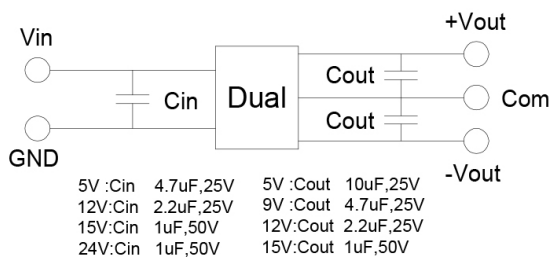 +Vout
Vin
Cout
Cin
Dual
Com
Cout
GND
-Vout
5V :Cin 4.7uF,25V 5V :Cout 10uF,25V
12V:Cin 2.2uF,25V 9V :Cout 4.7uF,25V
15V:Cin 1uF,50V 12V:Cout 2.2uF,25V
24V:Cin 1uF,50V 15V:Cout 1uF,50V